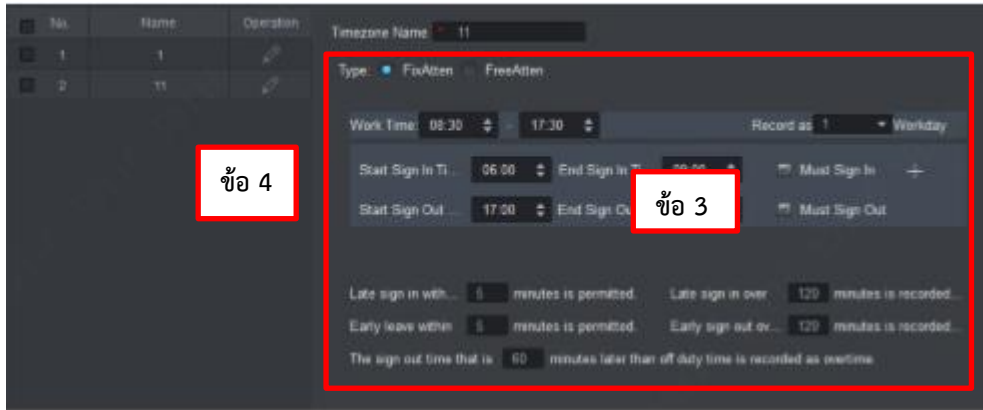 No. Name Operation
1 1
2 11
Timezone Name * 11
Type: FixAtten FreeAtten
Work Time: 08:30 - 17:30 Record as 1 Workday
Start Sign In Ti... 06:00 End Sign In Must Sign In
Start Sign Out ... 17:00 End Sign Must Sign Out
ข้อ 4
ข้อ 3
Late sign in with... 5 minutes is permitted. Late sign in over 120 minutes is recorded...
Early leave within 5 minutes is permitted. Early sign out ov... 120 minutes is recorded...
The sign out time that is 60 minutes later than off duty time is recorded as overtime.